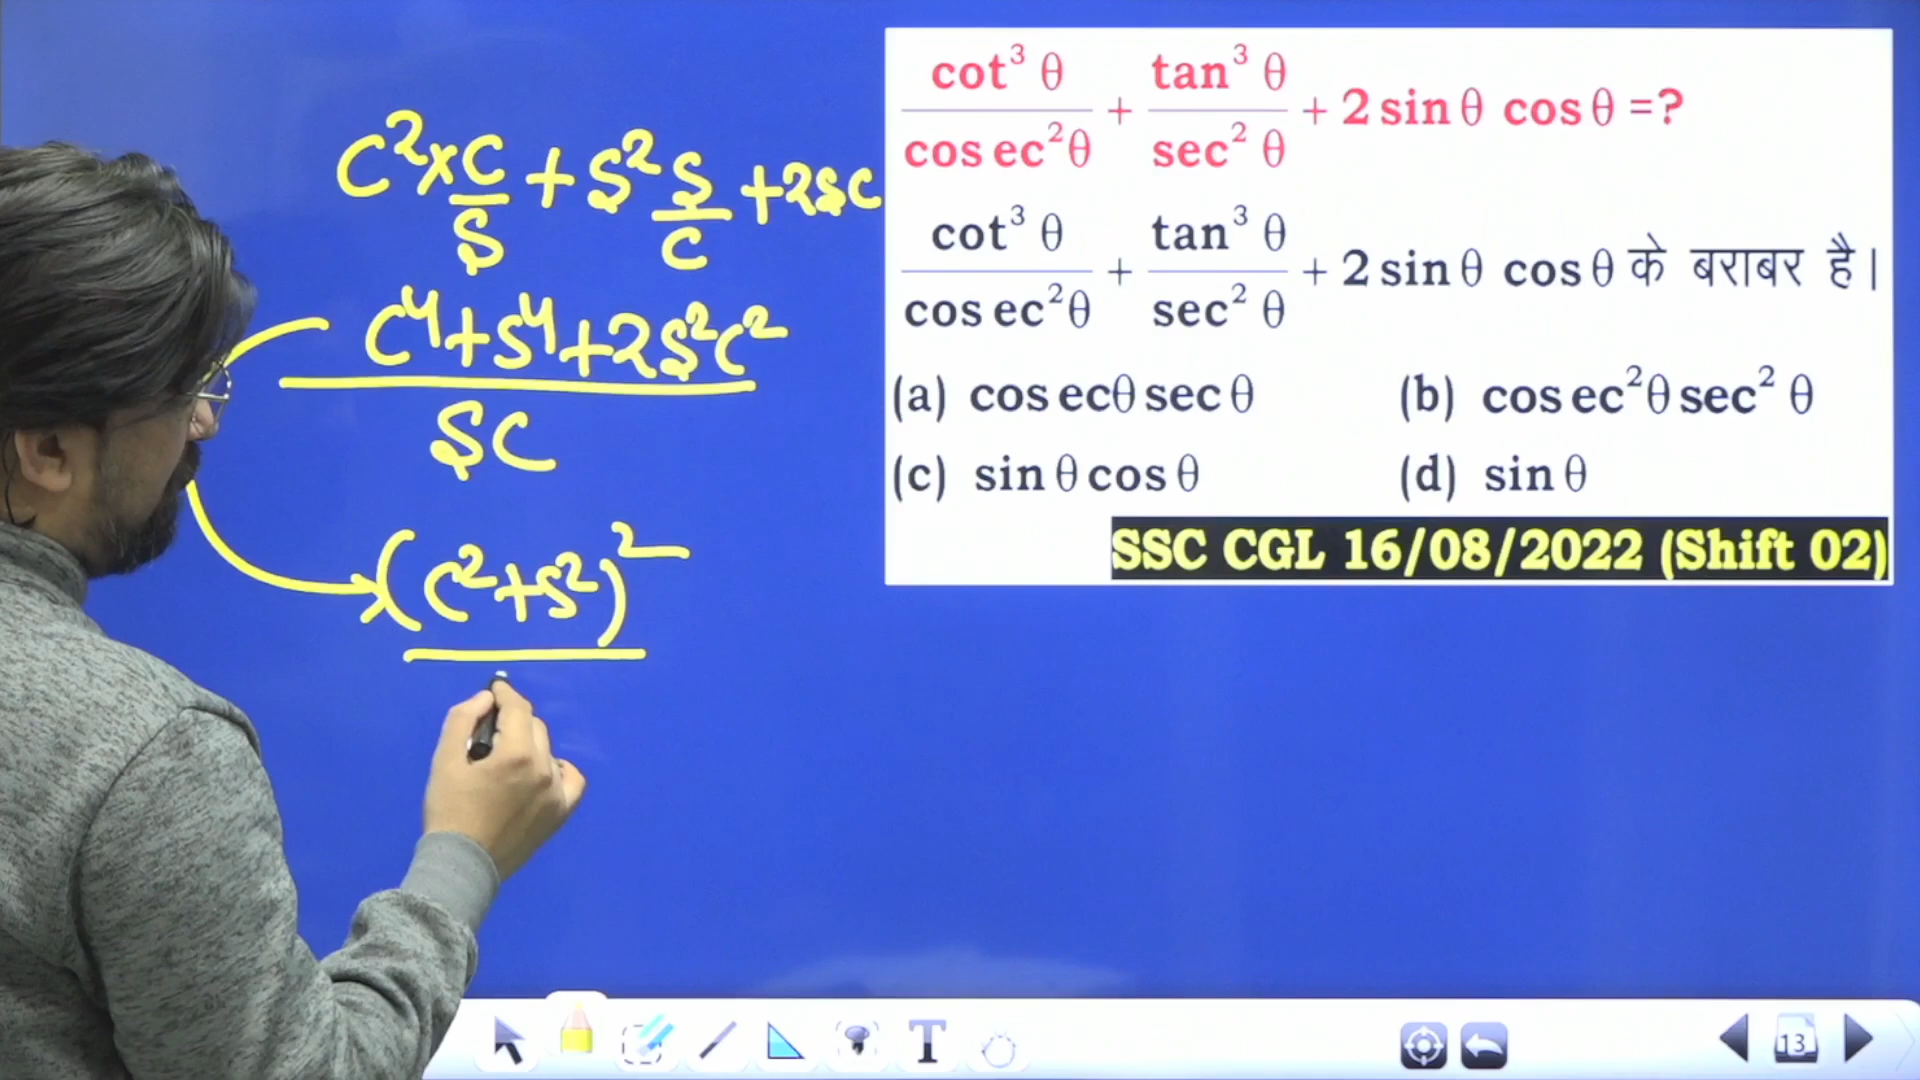 C²×C/S + S² S/C + 2SC
C⁴+S⁴+2S²C²
SC
(C²+S²)²
cot³ θ/cosec²θ + tan³ θ/sec² θ + 2 sin θ cos θ =?
cot³ θ/cosec²θ + tan³ θ/sec² θ + 2 sin θ cos θ के बराबर है।
(a) cosecθ sec θ (b) cosec²θ sec² θ
(c) sin θ cos θ (d) sin θ
SSC CGL 16/08/2022 (Shift 02)
T 13